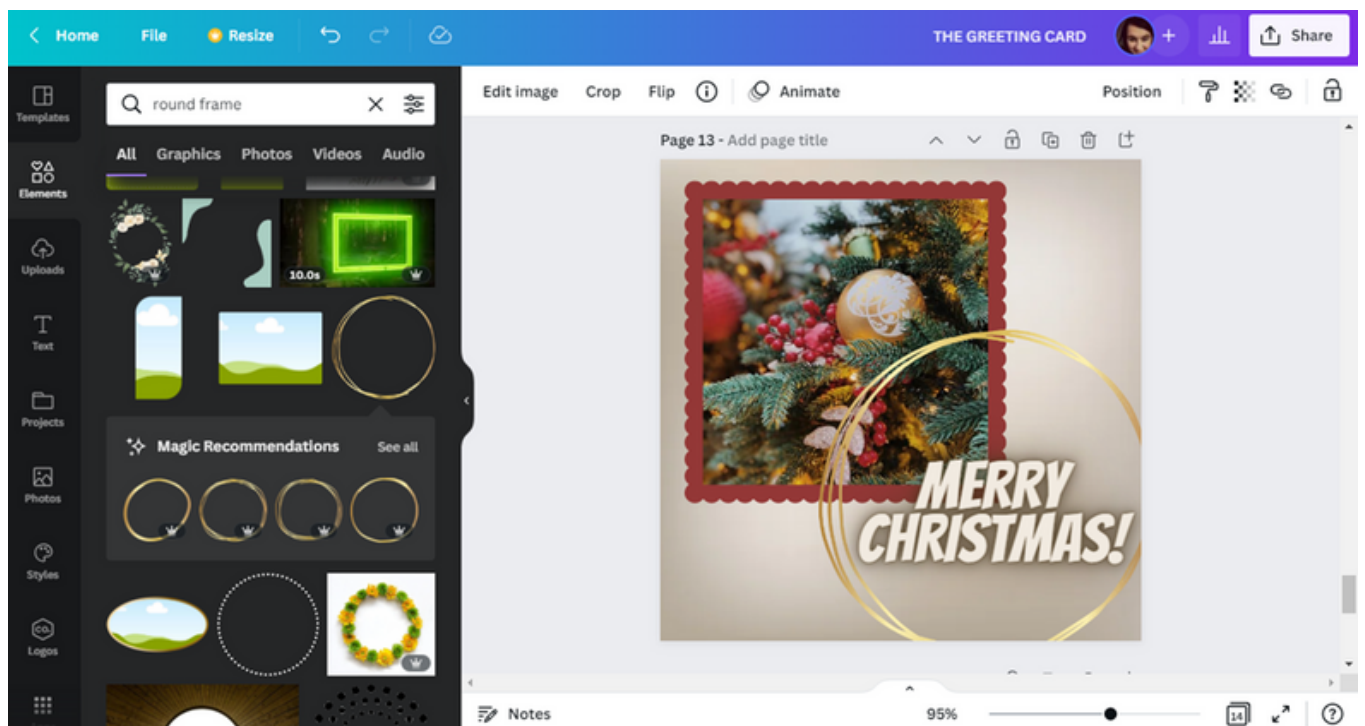 Home File Resize THE GREETING CARD + Share
Templates
Elements
Uploads
Text
Projects
Photos
Styles
CO.
Logos
round frame
All Graphics Photos Videos Audio
10.0s
Magic Recommendations See all
Edit image Crop Flip Animate Position
Page 13 - Add page title
MERRY
CHRISTMAS!
Notes 95% 14 ?